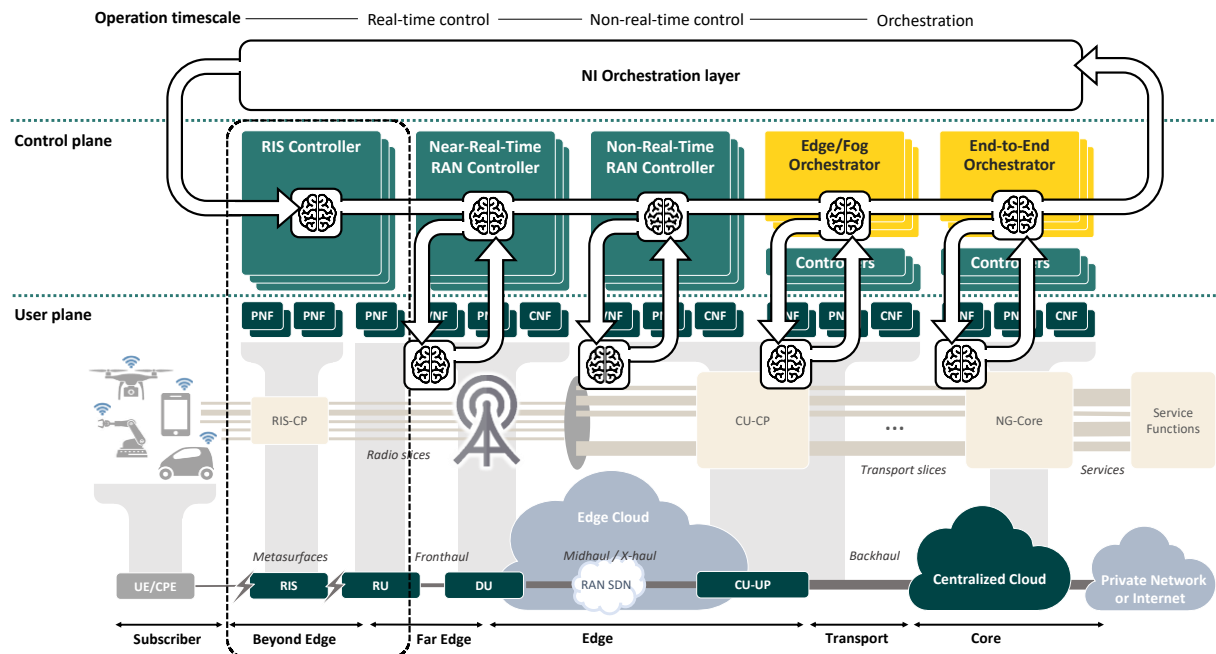 Operation timescale
Real-time control
Non-real-time control
Orchestration
NI Orchestration layer
Control plane
RIS Controller
Near-Real-Time
RAN Controller
Non-Real-Time
RAN Controller
Edge/Fog
Orchestrator
End-to-End
Orchestrator
Controllers
Controllers
User plane
PNF
PNF
PNF
CNF
CNF
CNF
CNF
RIS-CP
CU-CP
...
NG-Core
Service
Functions
Radio slices
Transport slices
Services
Edge Cloud
Metasurfaces
Fronthaul
Midhaul / X-haul
Backhaul
UE/CPE
RIS
RU
DU
RAN SDN
CU-UP
Centralized Cloud
Private Network
or Internet
Subscriber
Beyond Edge
Far Edge
Edge
Transport
Core